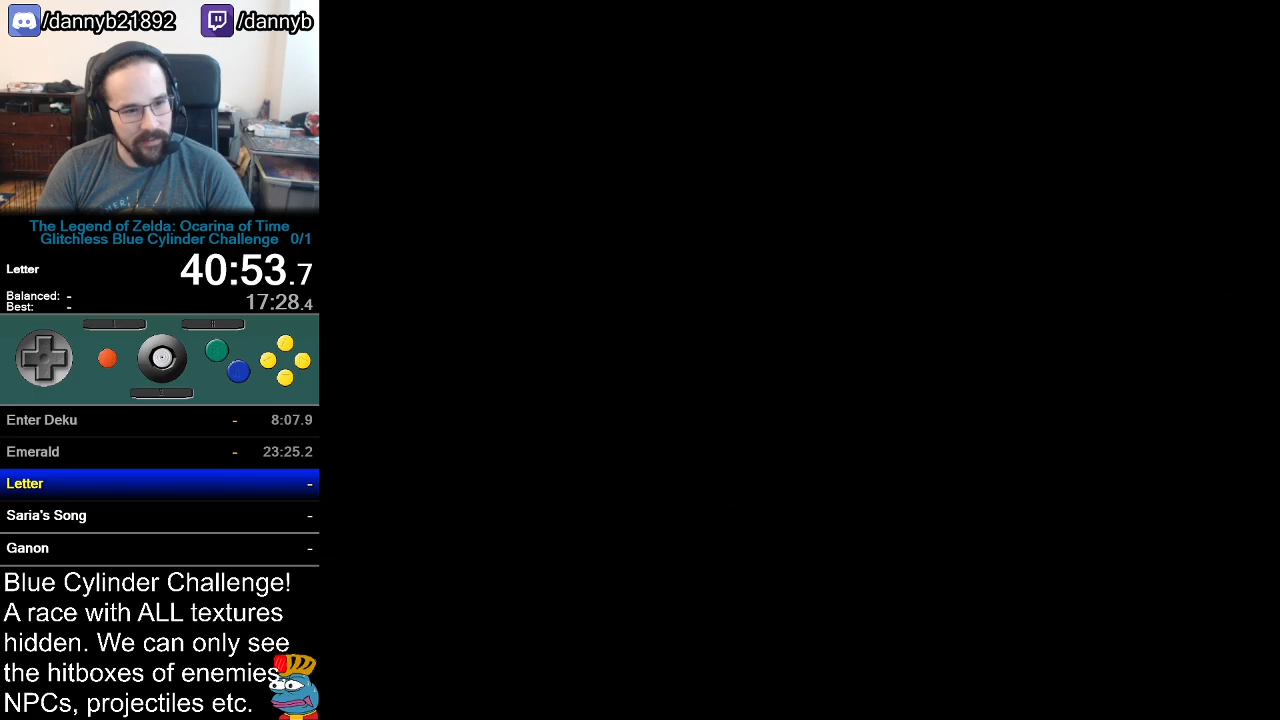 /dannyb21892 /dannyb
The Legend of Zelda: Ocarina of Time
Glitchless Blue Cylinder Challenge 0/1
Letter 40:53.7
Balanced: - 17:28.4
Best: -
Enter Deku - 8:07.9
Emerald - 23:25.2
Letter -
Saria's Song -
Ganon -
Blue Cylinder Challenge!
A race with ALL textures
hidden. We can only see
the hitboxes of enemies
NPCs, projectiles etc.